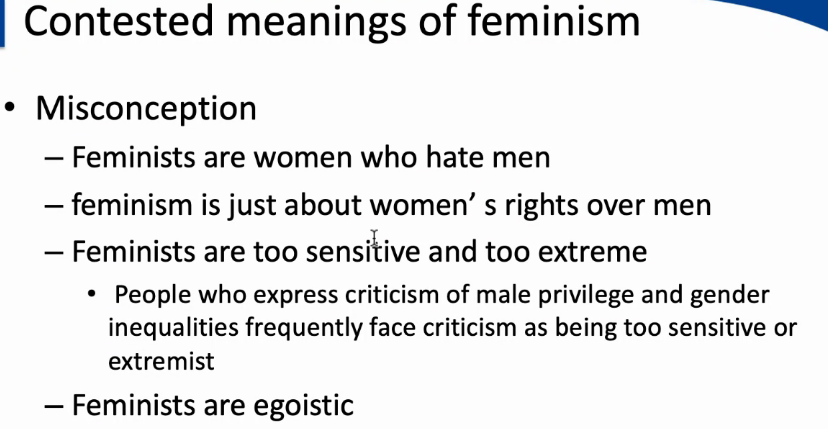 Contested meanings of feminism
• Misconception
– Feminists are women who hate men
– feminism is just about women' s rights over men
– Feminists are too sensitive and too extreme
• People who express criticism of male privilege and gender
inequalities frequently face criticism as being too sensitive or
extremist
– Feminists are egoistic